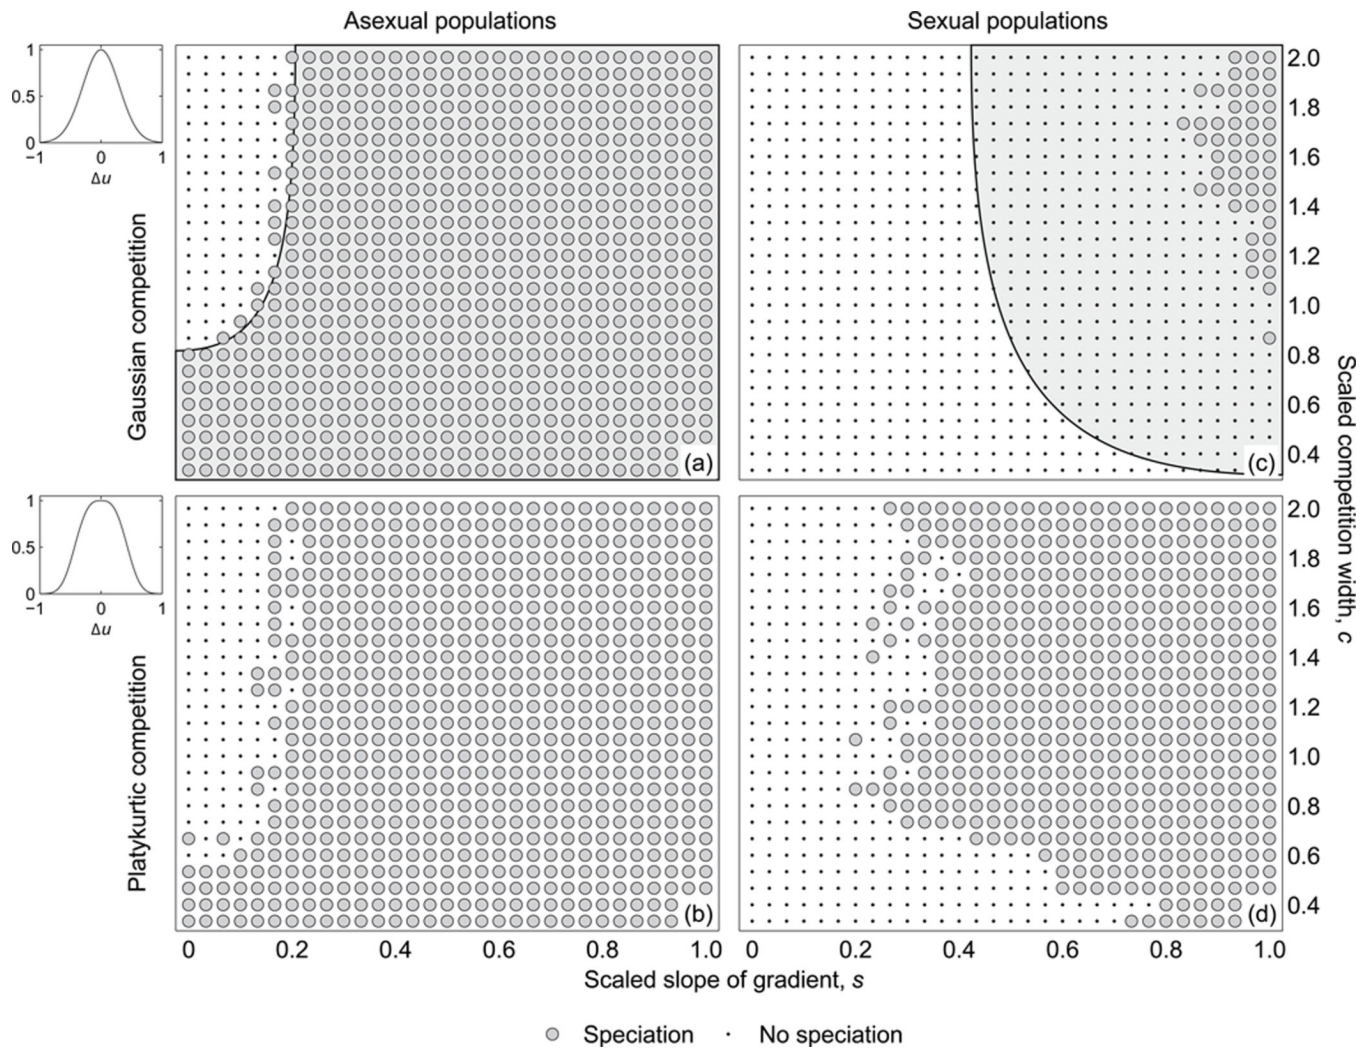 Asexual populations
Sexual populations
1
0.5
0
−1
0
1
Δu
Gaussian competition
(a)
(c)
2.0
1.8
1.6
1.4
1.2
1.0
0.8
0.6
0.4
Scaled competition width, c
1
0.5
0
−1
0
1
Δu
Platykurtic competition
(b)
(d)
2.0
1.8
1.6
1.4
1.2
1.0
0.8
0.6
0.4
0 0.2 0.4 0.6 0.8 1.0
0 0.2 0.4 0.6 0.8 1.0
Scaled slope of gradient, s
Speciation
No speciation